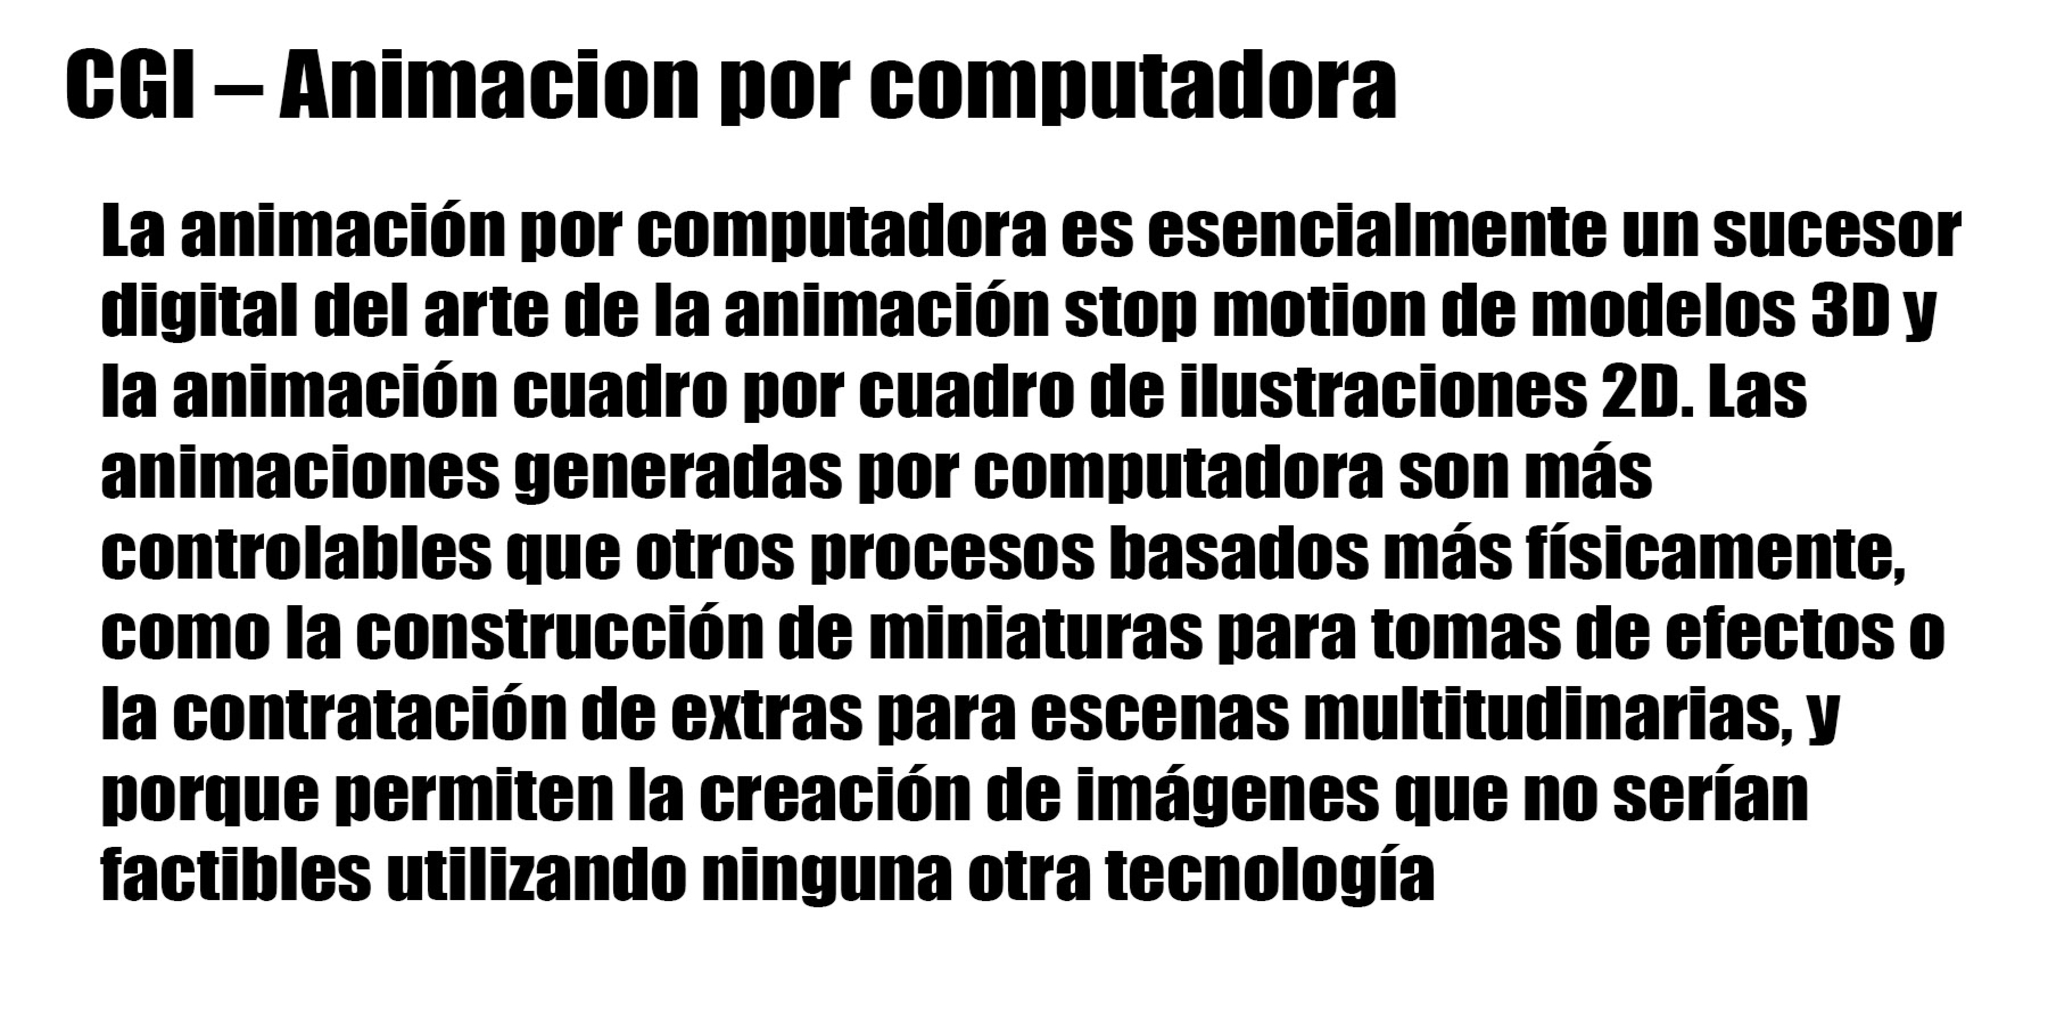 CGI – Animacion por computadora
La animación por computadora es esencialmente un sucesor
digital del arte de la animación stop motion de modelos 3D y
la animación cuadro por cuadro de ilustraciones 2D. Las
animaciones generadas por computadora son más
controlables que otros procesos basados más físicamente,
como la construcción de miniaturas para tomas de efectos o
la contratación de extras para escenas multitudinarias, y
porque permiten la creación de imágenes que no serían
factibles utilizando ninguna otra tecnología